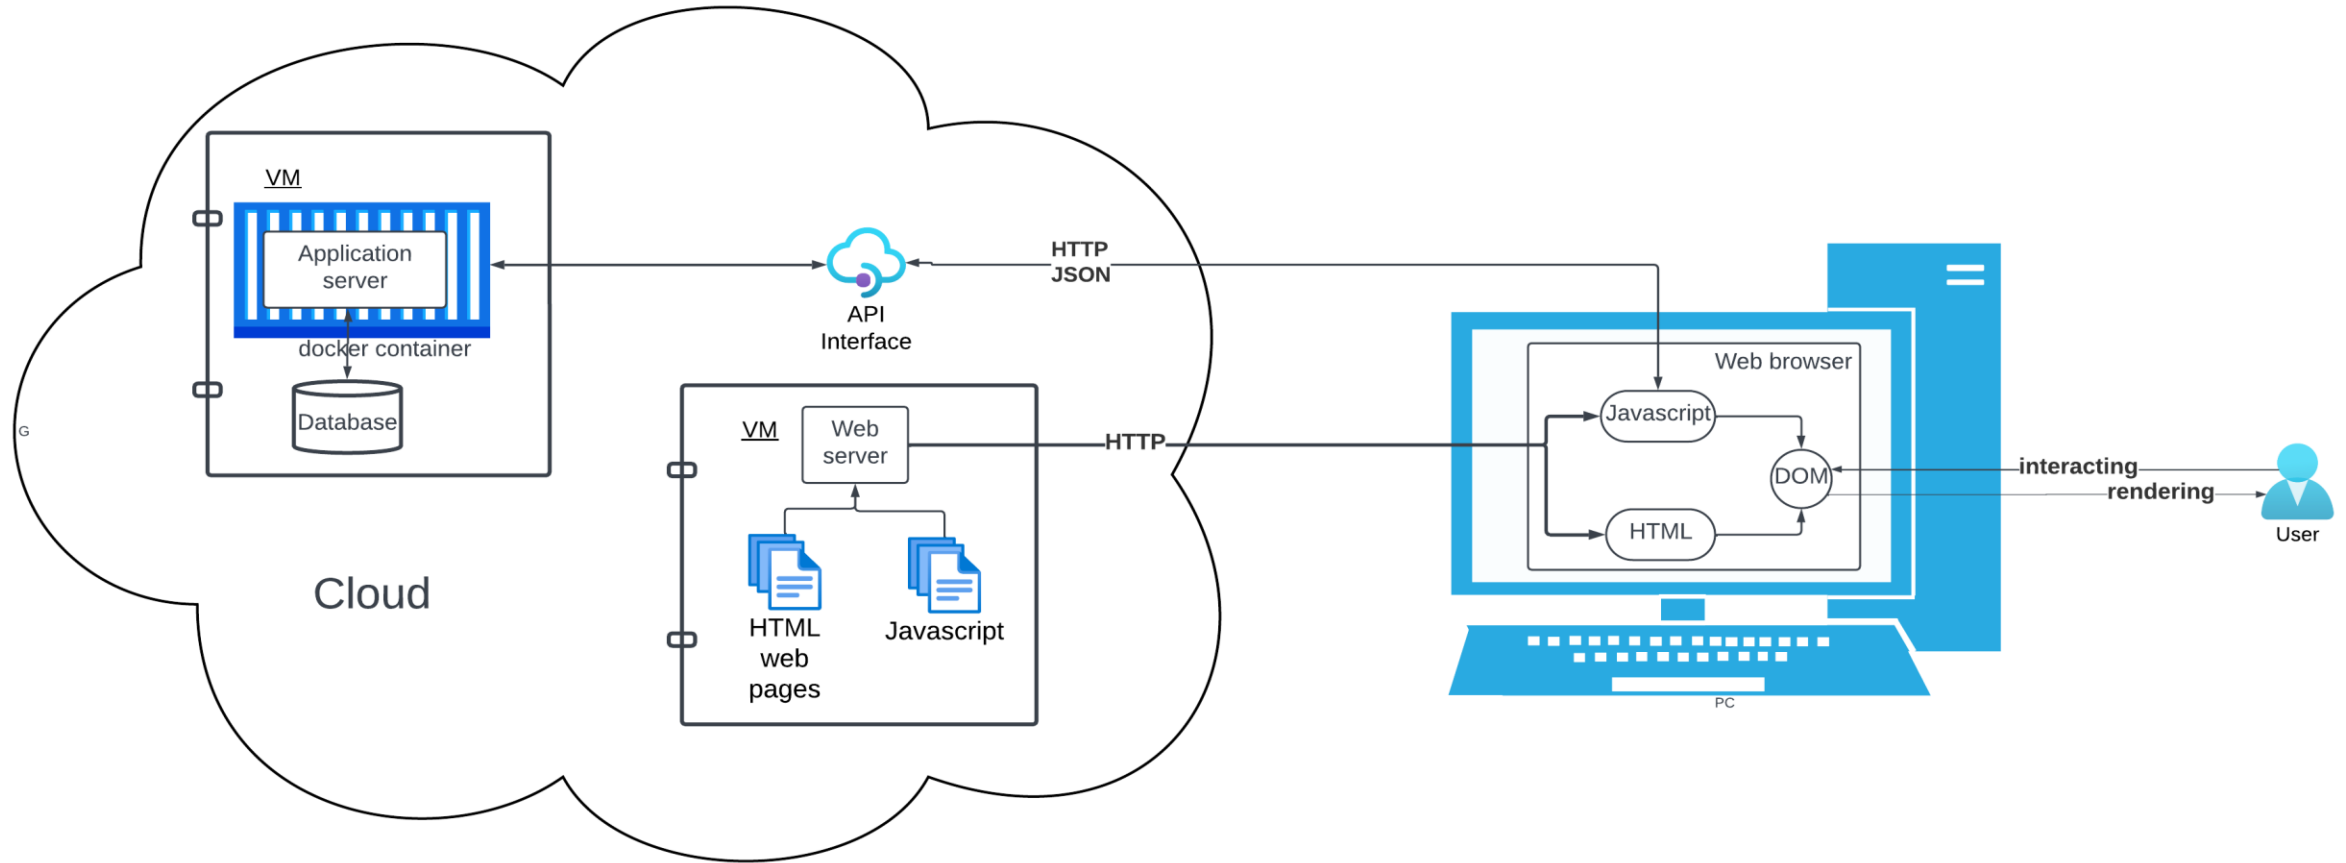 VM
Application
server
docker container
Database
G
Cloud
API
Interface
HTTP
JSON
VM
Web
server
HTTP
HTML
web
pages
Javascript
Web browser
Javascript
DOM
HTML
PC
interacting
rendering
User